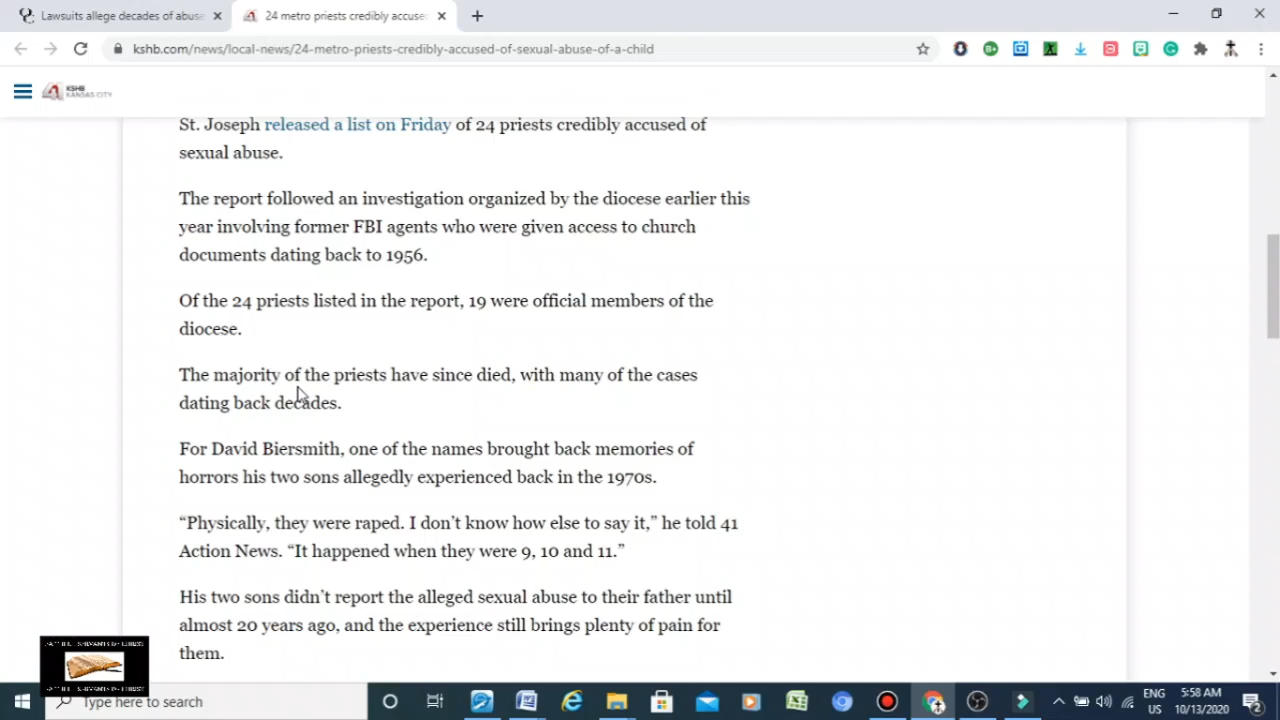 Lawsuits allege decades of abuse
24 metro priests credibly accuse
kshb.com/news/local-news/24-metro-priests-credibly-accused-of-sexual-abuse-of-a-child
KSHB
KANSAS CITY
St. Joseph released a list on Friday of 24 priests credibly accused of
sexual abuse.
The report followed an investigation organized by the diocese earlier this
year involving former FBI agents who were given access to church
documents dating back to 1956.
Of the 24 priests listed in the report, 19 were official members of the
diocese.
The majority of the priests have since died, with many of the cases
dating back decades.
For David Biersmith, one of the names brought back memories of
horrors his two sons allegedly experienced back in the 1970s.
“Physically, they were raped. I don’t know how else to say it,” he told 41
Action News. “It happened when they were 9, 10 and 11.”
His two sons didn’t report the alleged sexual abuse to their father until
almost 20 years ago, and the experience still brings plenty of pain for
them.
Type here to search
ENG
US
5:58 AM
10/13/2020
2